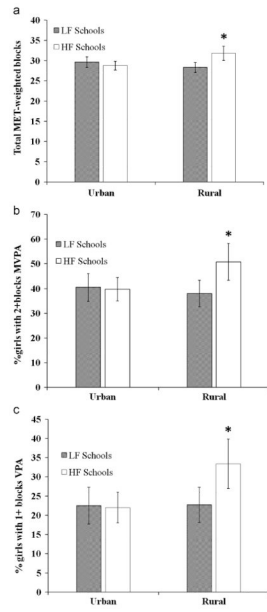 a
Total MET-weighted blocks
40
35
30
25
20
15
10
5
0
LF Schools
HF Schools
*
Urban Rural
b
%girls with 2+blocks MVPA
70
60
50
40
30
20
10
0
LF Schools
HF Schools
*
Urban Rural
c
% girls with 1+ blocks VPA
45
40
35
30
25
20
15
10
5
0
LF Schools
HF Schools
*
Urban Rural